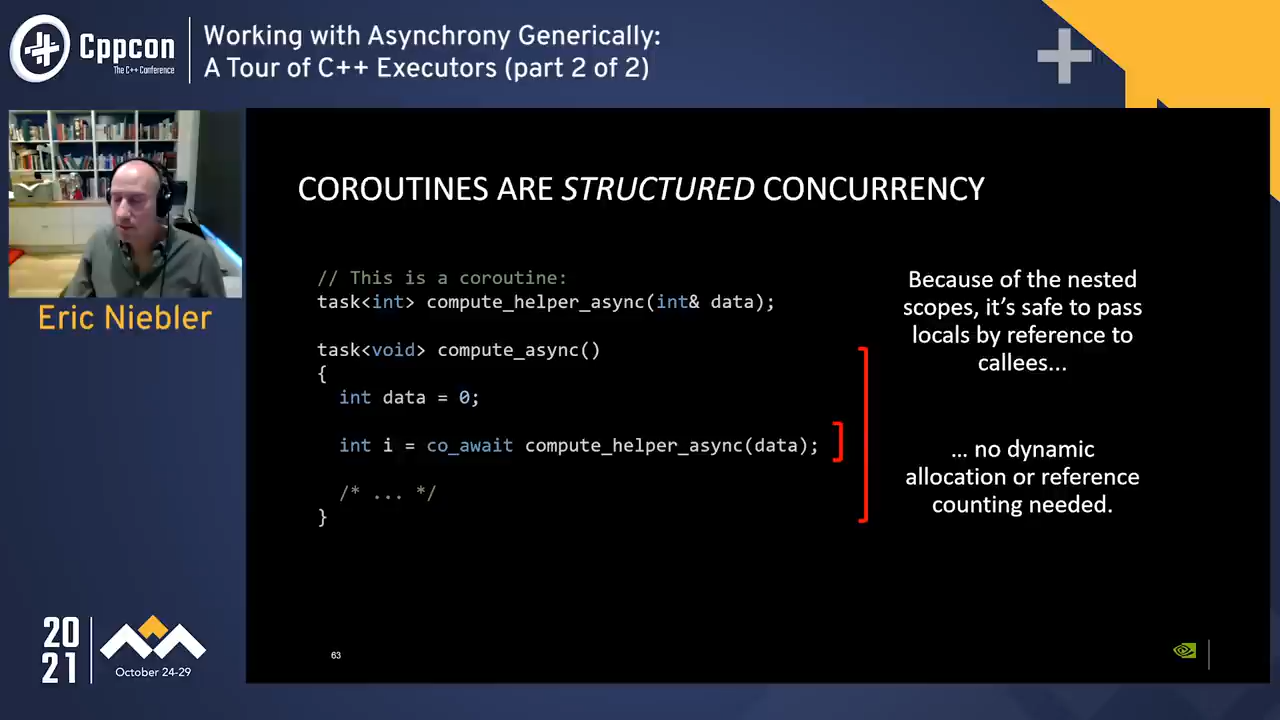 Cppcon
The C++ Conference
Working with Asynchrony Generically:
A Tour of C++ Executors (part 2 of 2)
Eric Niebler
COROUTINES ARE STRUCTURED CONCURRENCY
// This is a coroutine:
task<int> compute_helper_async(int& data);
task<void> compute_async()
{
int data = 0;
int i = co_await compute_helper_async(data);
/* ... */
}
Because of the nested
scopes, it’s safe to pass
locals by reference to
callees...
... no dynamic
allocation or reference
counting needed.
63
20
21
October 24-29